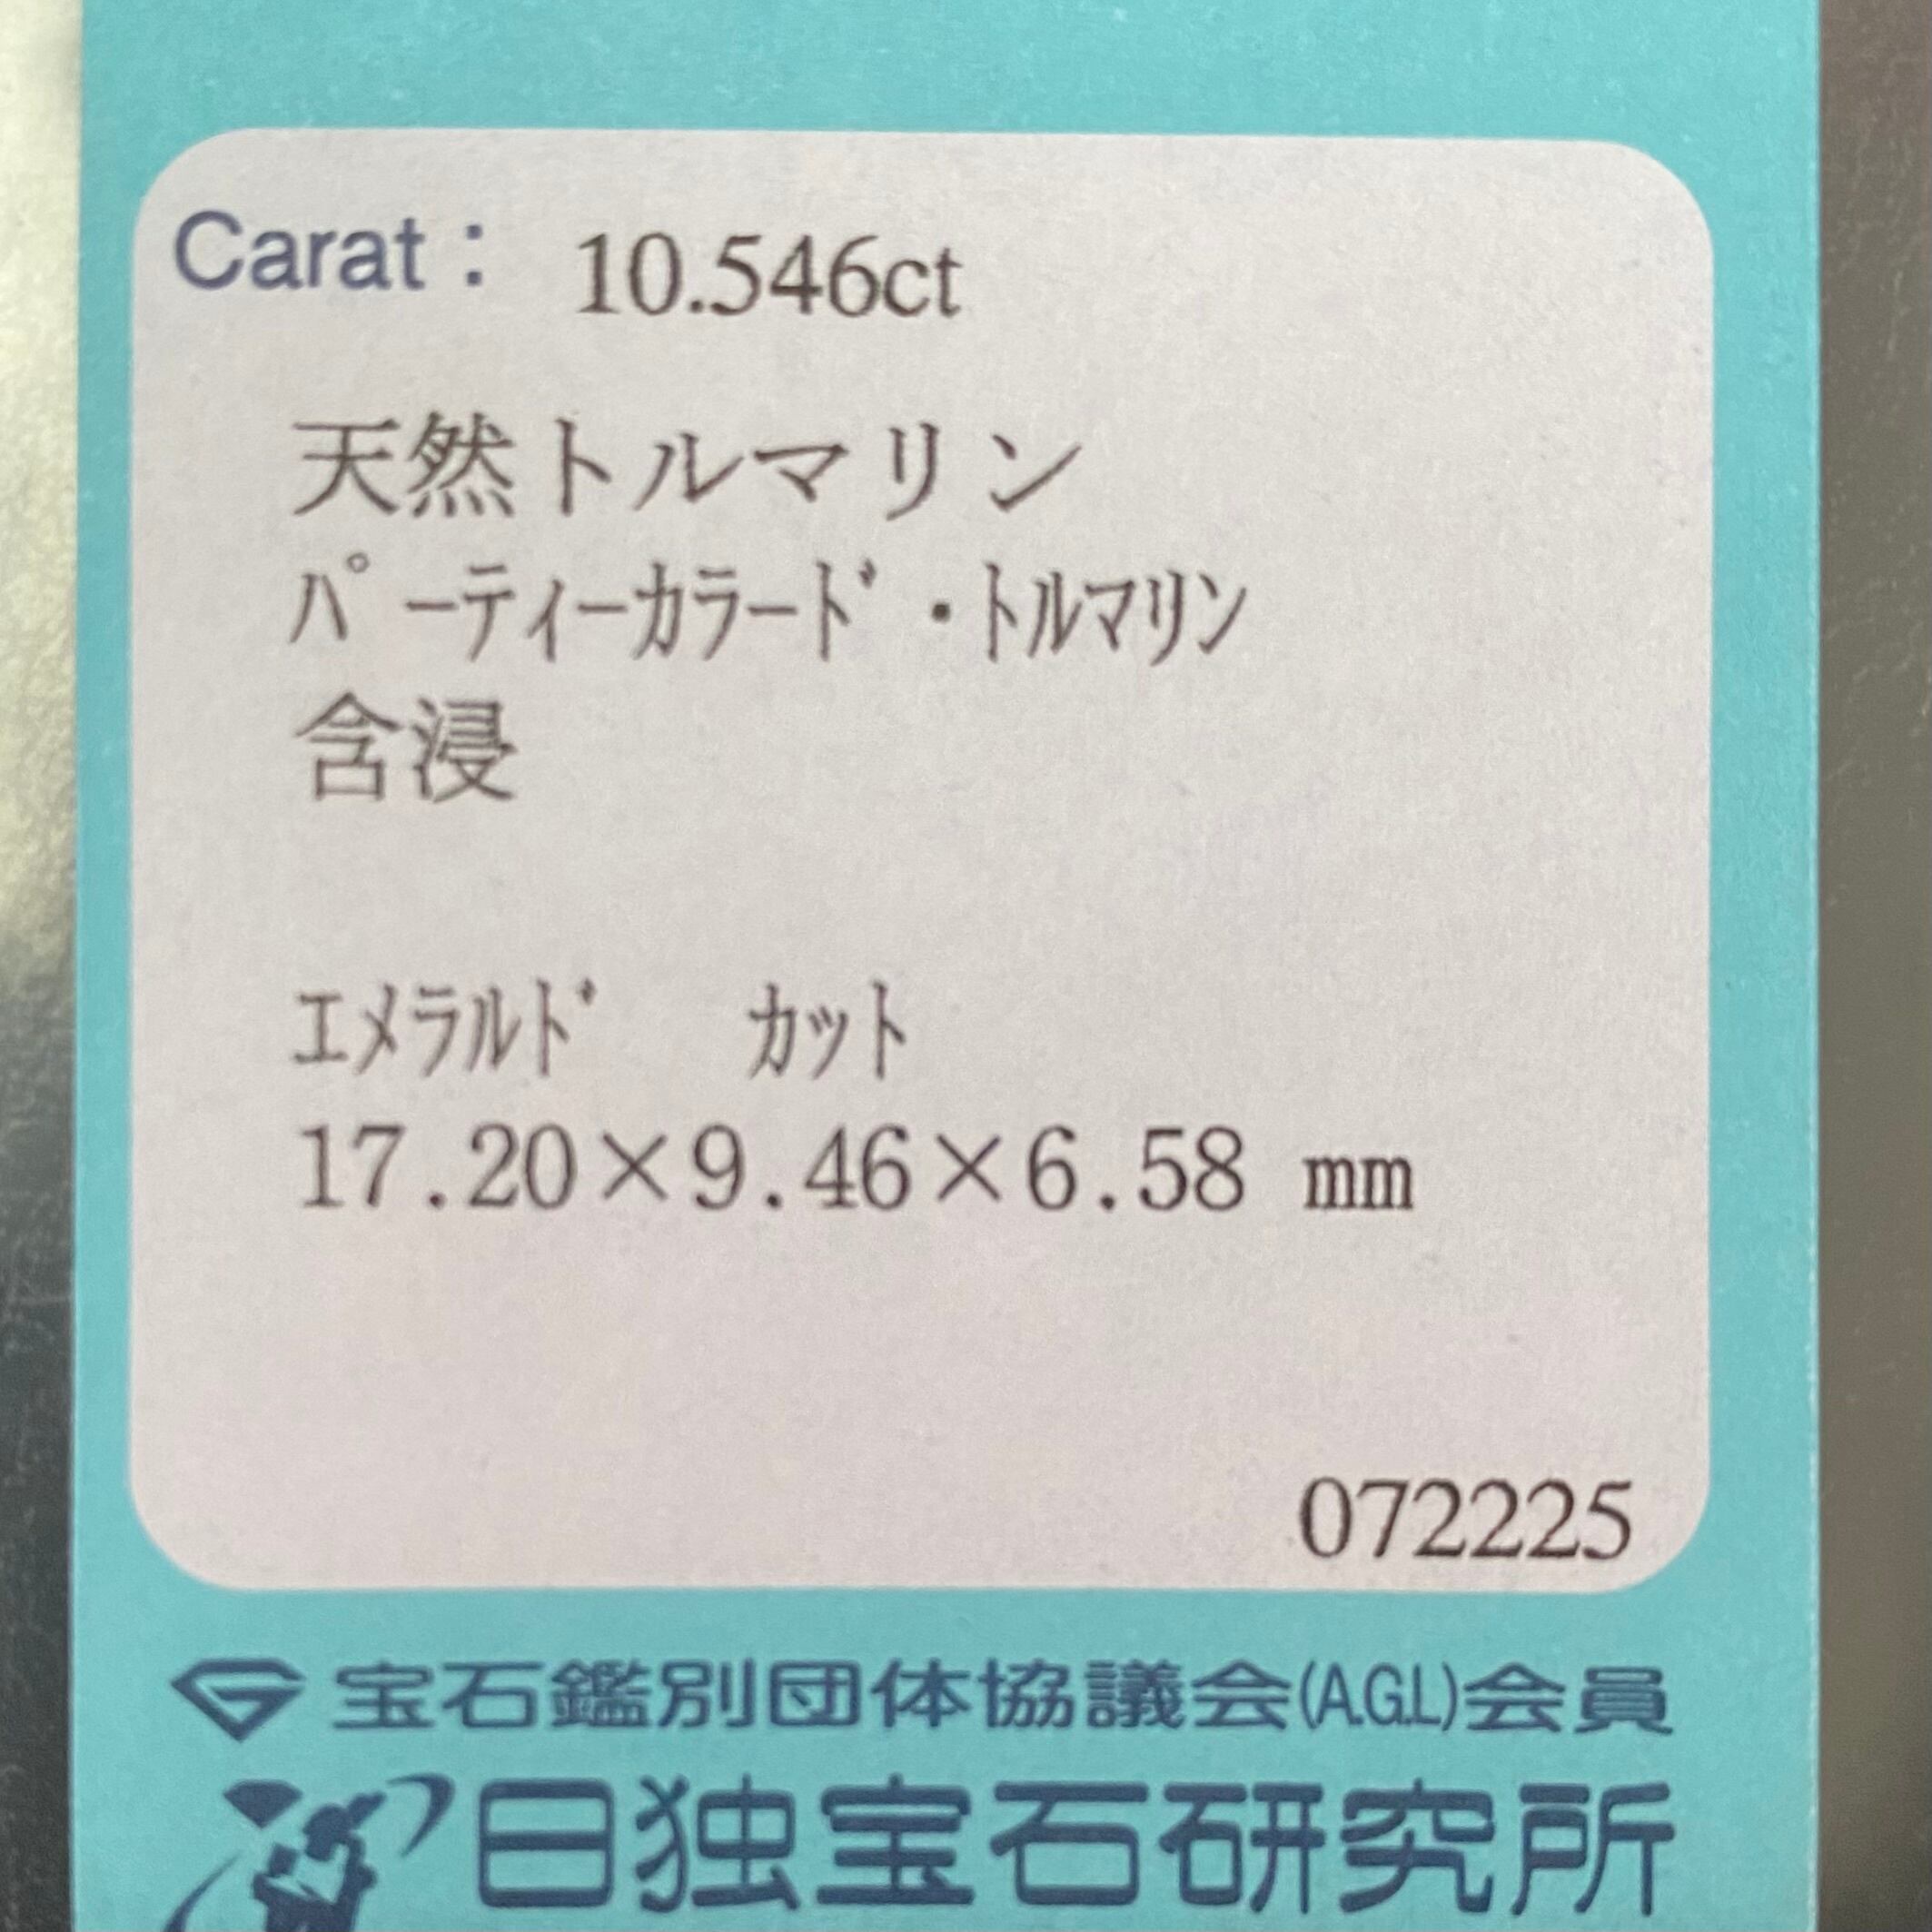 Carat： 10.546ct
天然トルマリン
ﾊﾟｰﾃｨｰｶﾗｰﾄﾞ・ﾄﾙﾏﾘﾝ
含浸
ｴﾒﾗﾙﾄﾞ ｶｯﾄ
17.20×9.46×6.58 mm
072225
宝石鑑別団体協議会(A.G.L)会員
日独宝石研究所